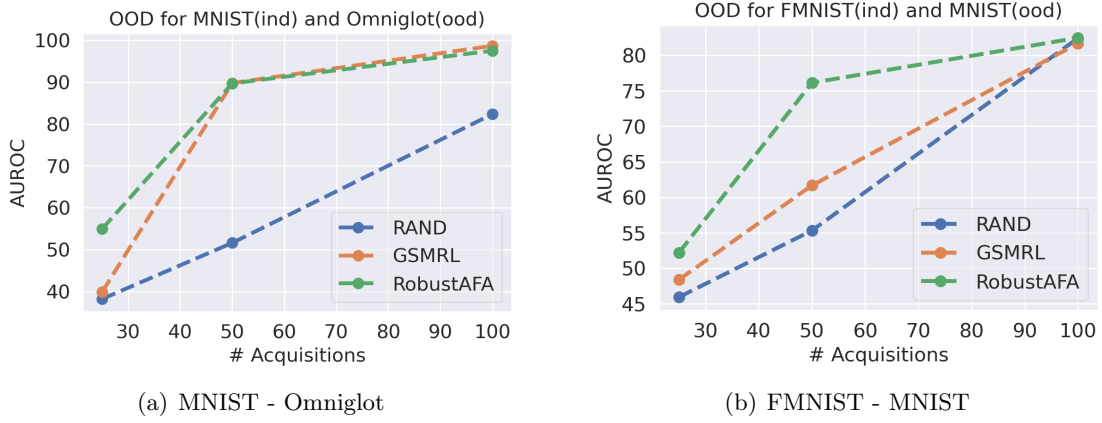 OOD for MNIST(ind) and Omniglot(ood)
AUROC
100
90
80
70
60
50
40
30 40 50 60 70 80 90 100
# Acquisitions
RAND
GSMRL
RobustAFA
(a) MNIST - Omniglot
OOD for FMNIST(ind) and MNIST(ood)
AUROC
80
75
70
65
60
55
50
45
30 40 50 60 70 80 90 100
# Acquisitions
RAND
GSMRL
RobustAFA
(b) FMNIST - MNIST